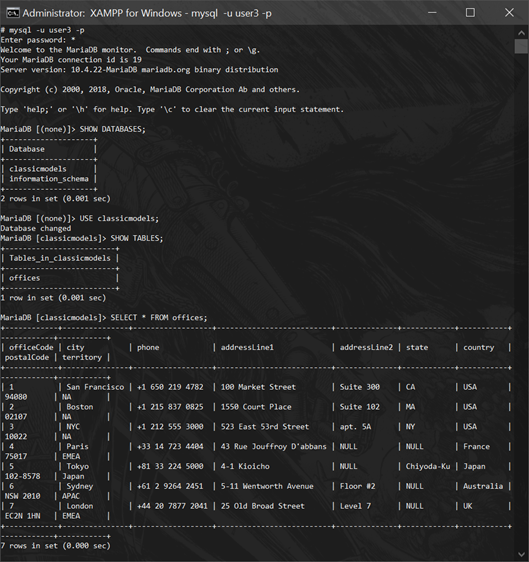 Administrator: XAMPP for Windows - mysql -u user3 -p
# mysql -u user3 -p
Enter password: *
Welcome to the MariaDB monitor.  Commands end with ; or \g.
Your MariaDB connection id is 19
Server version: 10.4.22-MariaDB mariadb.org binary distribution

Copyright (c) 2000, 2018, Oracle, MariaDB Corporation Ab and others.

Type 'help;' or '\h' for help. Type '\c' to clear the current input statement.

MariaDB [(none)]> SHOW DATABASES;
+--------------------+
| Database           |
+--------------------+
| classicmodels      |
| information_schema |
+--------------------+
2 rows in set (0.001 sec)

MariaDB [(none)]> USE classicmodels;
Database changed
MariaDB [classicmodels]> SHOW TABLES;
+-------------------------+
| Tables_in_classicmodels |
+-------------------------+
| offices                 |
+-------------------------+
1 row in set (0.001 sec)

MariaDB [classicmodels]> SELECT * FROM offices;
+------------+---------------+------------------+--------------------------+--------------+------------+-----------+
------------+-----------+
| officeCode | city          | phone            | addressLine1             | addressLine2 | state      | country   |
 postalCode | territory |
+------------+---------------+------------------+--------------------------+--------------+------------+-----------+
------------+-----------+
| 1          | San Francisco | +1 650 219 4782  | 100 Market Street        | Suite 300    | CA         | USA       |
 94080      | NA        |
| 2          | Boston        | +1 215 837 0825  | 1550 Court Place         | Suite 102    | MA         | USA       |
 02107      | NA        |
| 3          | NYC           | +1 212 555 3000  | 523 East 53rd Street     | apt. 5A      | NY         | USA       |
 10022      | NA        |
| 4          | Paris         | +33 14 723 4404  | 43 Rue Jouffroy D'abbans | NULL         | NULL       | France    |
 75017      | EMEA      |
| 5          | Tokyo         | +81 33 224 5000  | 4-1 Kioicho              | NULL         | Chiyoda-Ku | Japan     |
 102-8578   | Japan     |
| 6          | Sydney        | +61 2 9264 2451  | 5-11 Wentworth Avenue    | Floor #2     | NULL       | Australia |
 NSW 2010   | APAC      |
| 7          | London        | +44 20 7877 2041 | 25 Old Broad Street      | Level 7      | NULL       | UK        |
 EC2N 1HN   | EMEA      |
+------------+---------------+------------------+--------------------------+--------------+------------+-----------+
------------+-----------+
7 rows in set (0.000 sec)